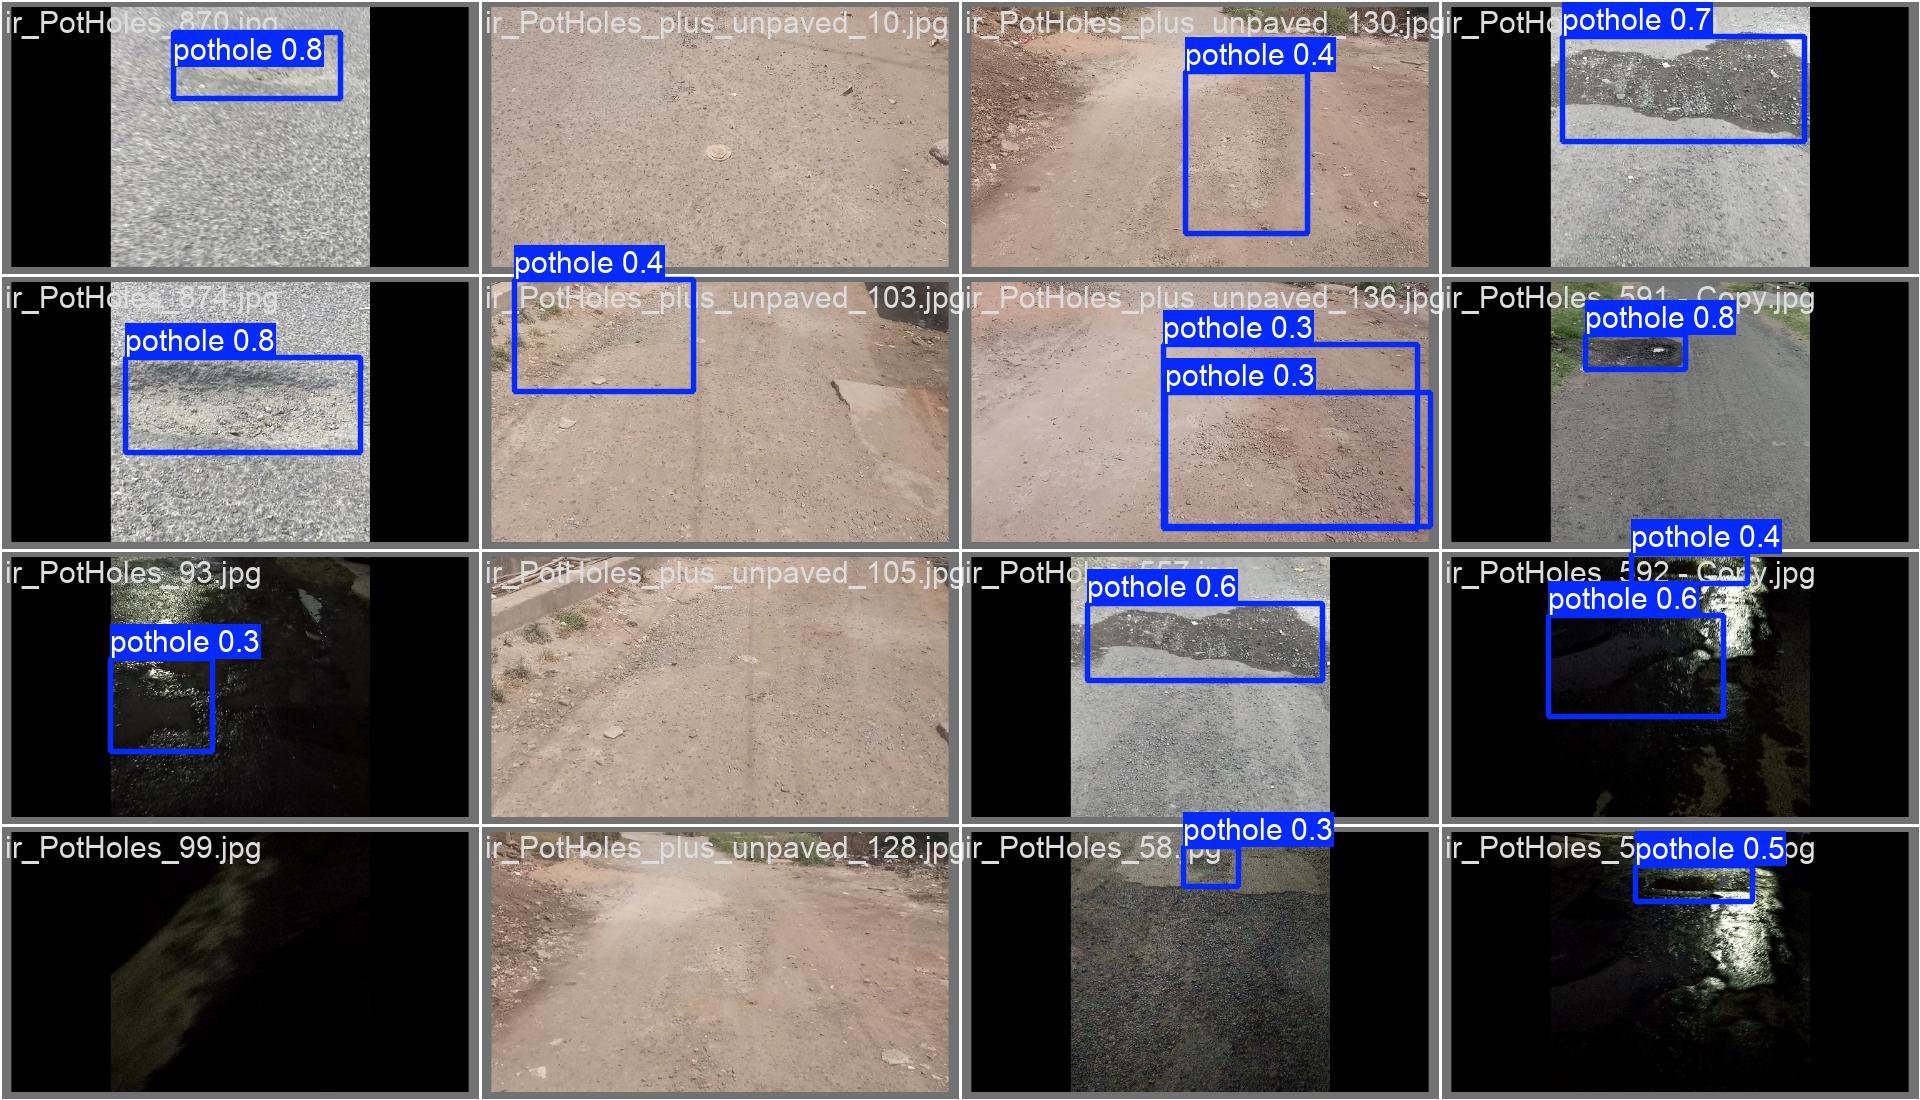 ir_PotHoles_870.jpg
pothole 0.8
ir_PotHoles_plus_unpaved_10.jpg
ir_PotHoles_plus_unpaved_130.jpg
pothole 0.4
pothole 0.7
ir_PotHoles_874.jpg
pothole 0.8
pothole 0.4
ir_PotHoles_plus_unpaved_103.jpg
ir_PotHoles_plus_unpaved_136.jpg
pothole 0.3
pothole 0.3
ir_PotHoles_591 - Copy.jpg
pothole 0.8
ir_PotHoles_93.jpg
pothole 0.3
ir_PotHoles_plus_unpaved_105.jpg
pothole 0.6
pothole 0.4
ir_PotHoles_592 - Copy.jpg
pothole 0.6
ir_PotHoles_99.jpg
ir_PotHoles_plus_unpaved_128.jpg
pothole 0.3
ir_PotHoles_58.jpg
pothole 0.5